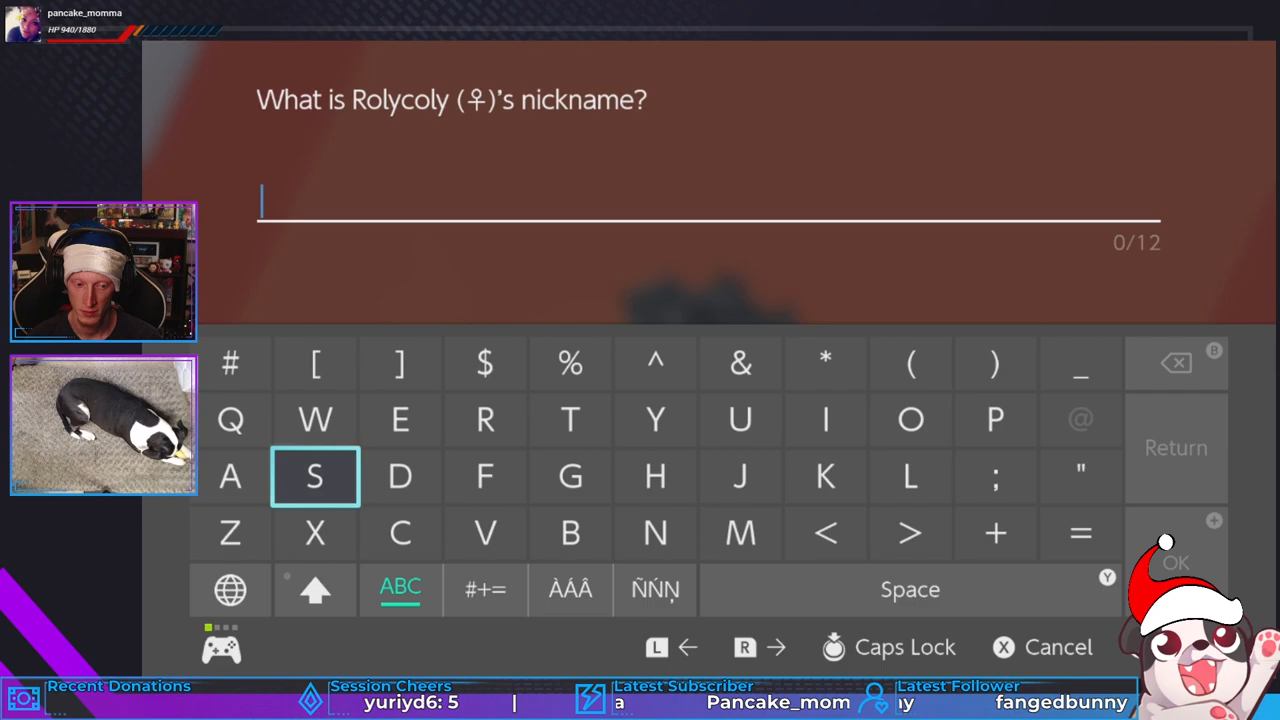 pancake_momma
HP 940/1880
What is Rolycoly (♀)'s nickname?
0/12
# [ ] $ % ^ & * ( ) _ B
Q W E R T Y U I O P @
Return
A S D F G H J K L ; "
Z X C V B N M < > + = +
OK
ABC #+= ÀÁÂ ÑŃŅ Space Y
L ← R → Caps Lock X Cancel
Recent Donations Session Cheers Latest Subscriber Latest Follower
yuriyd6: 5 | a Pancake_mom ay fangedbunny